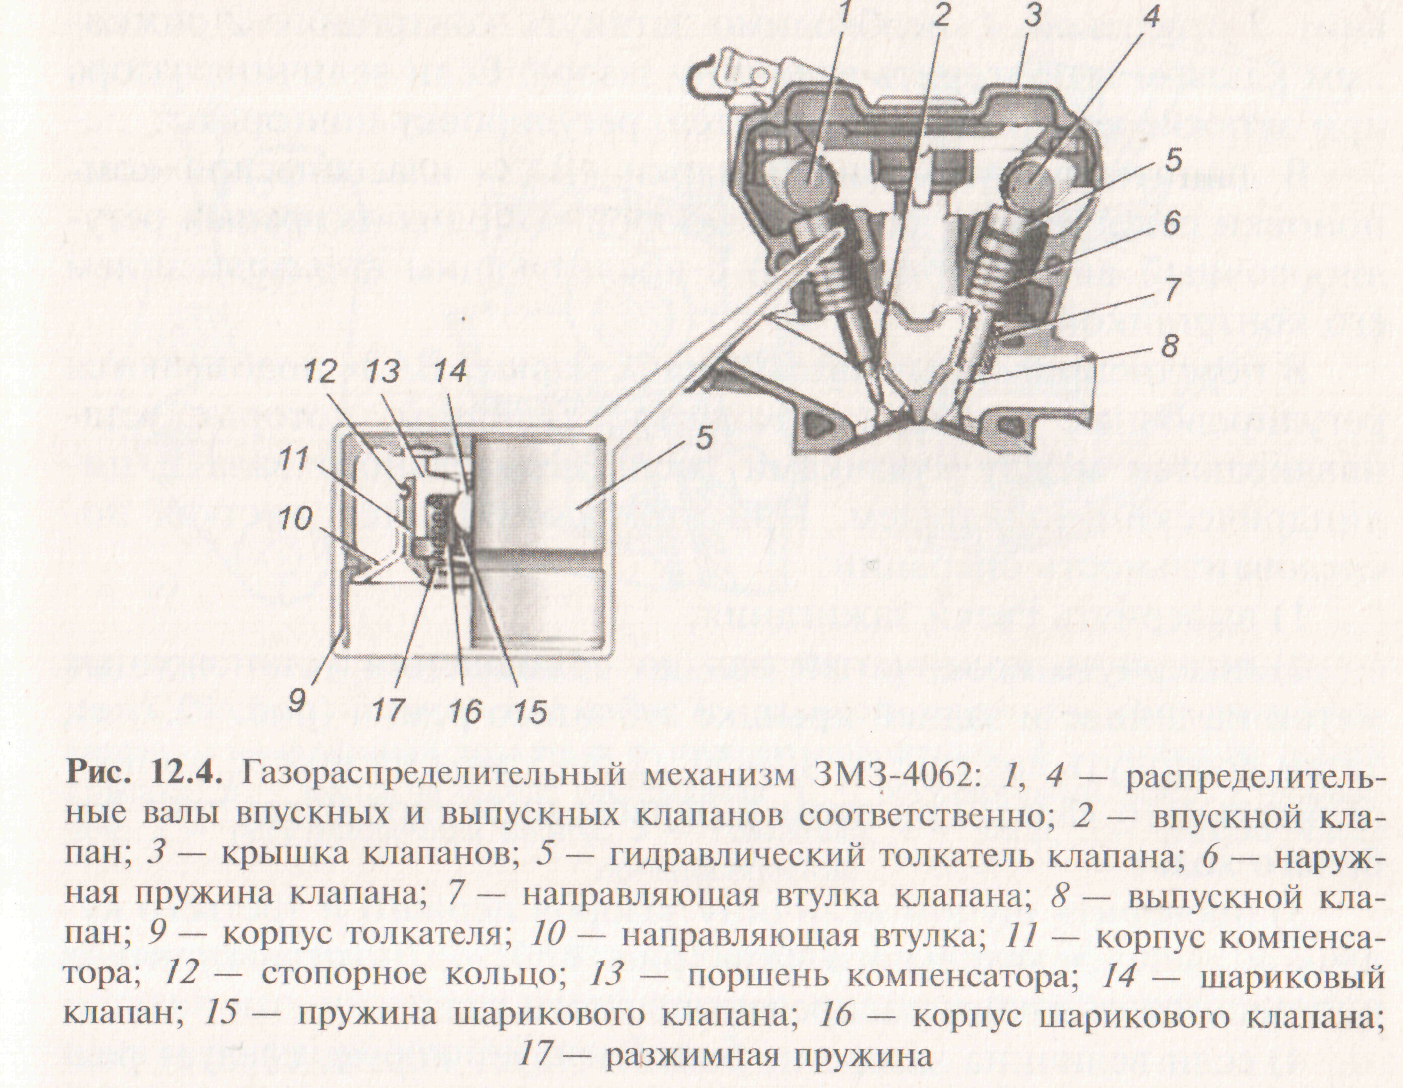 1 2 3 4
5
6
7
8
12 13 14
5
11
10
9 17 16 15
Рис. 12.4. Газораспределительный механизм ЗМЗ-4062: 1, 4 — распределитель-
ные валы впускных и выпускных клапанов соответственно; 2 — впускной кла-
пан; 3 — крышка клапанов; 5 — гидравлический толкатель клапана; 6 — наруж-
ная пружина клапана; 7 — направляющая втулка клапана; 8 — выпускной кла-
пан; 9 — корпус толкателя; 10 — направляющая втулка; 11 — корпус компенса-
тора; 12 — стопорное кольцо; 13 — поршень компенсатора; 14 — шариковый
клапан; 15 — пружина шарикового клапана; 16 — корпус шарикового клапана;
17 — разжимная пружина